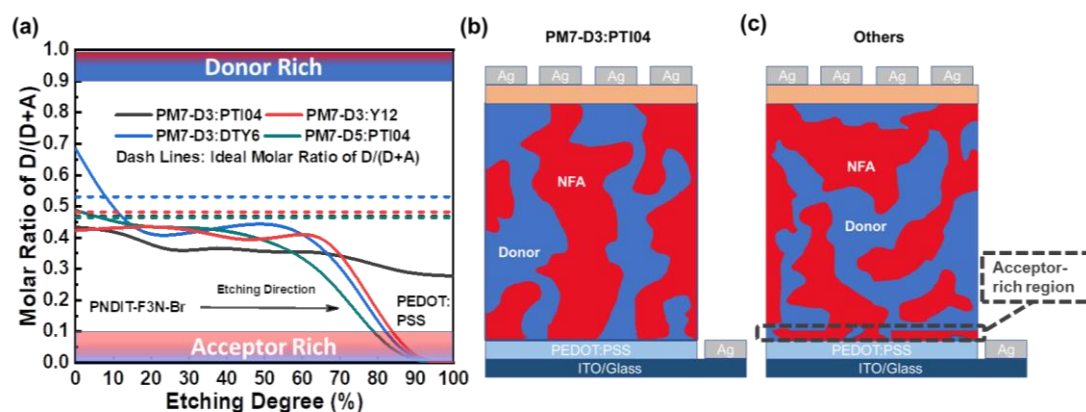 (a)
Molar Ratio of D/(D+A)
1.0
0.9
0.8
0.7
0.6
0.5
0.4
0.3
0.2
0.1
0.0
Donor Rich
PM7-D3:PTI04 PM7-D3:Y12
PM7-D3:DTY6 PM7-D5:PTI04
Dash Lines: Ideal Molar Ratio of D/(D+A)
PNDIT-F3N-Br
Etching Direction
PEDOT:
PSS
Acceptor Rich
0 10 20 30 40 50 60 70 80 90 100
Etching Degree (%)
(b)
PM7-D3:PTI04
Ag Ag Ag Ag
NFA
Donor
PEDOT:PSS
Ag
ITO/Glass
(c)
Others
Ag Ag Ag Ag
NFA
Donor
Acceptor-
rich region
PEDOT:PSS
Ag
ITO/Glass